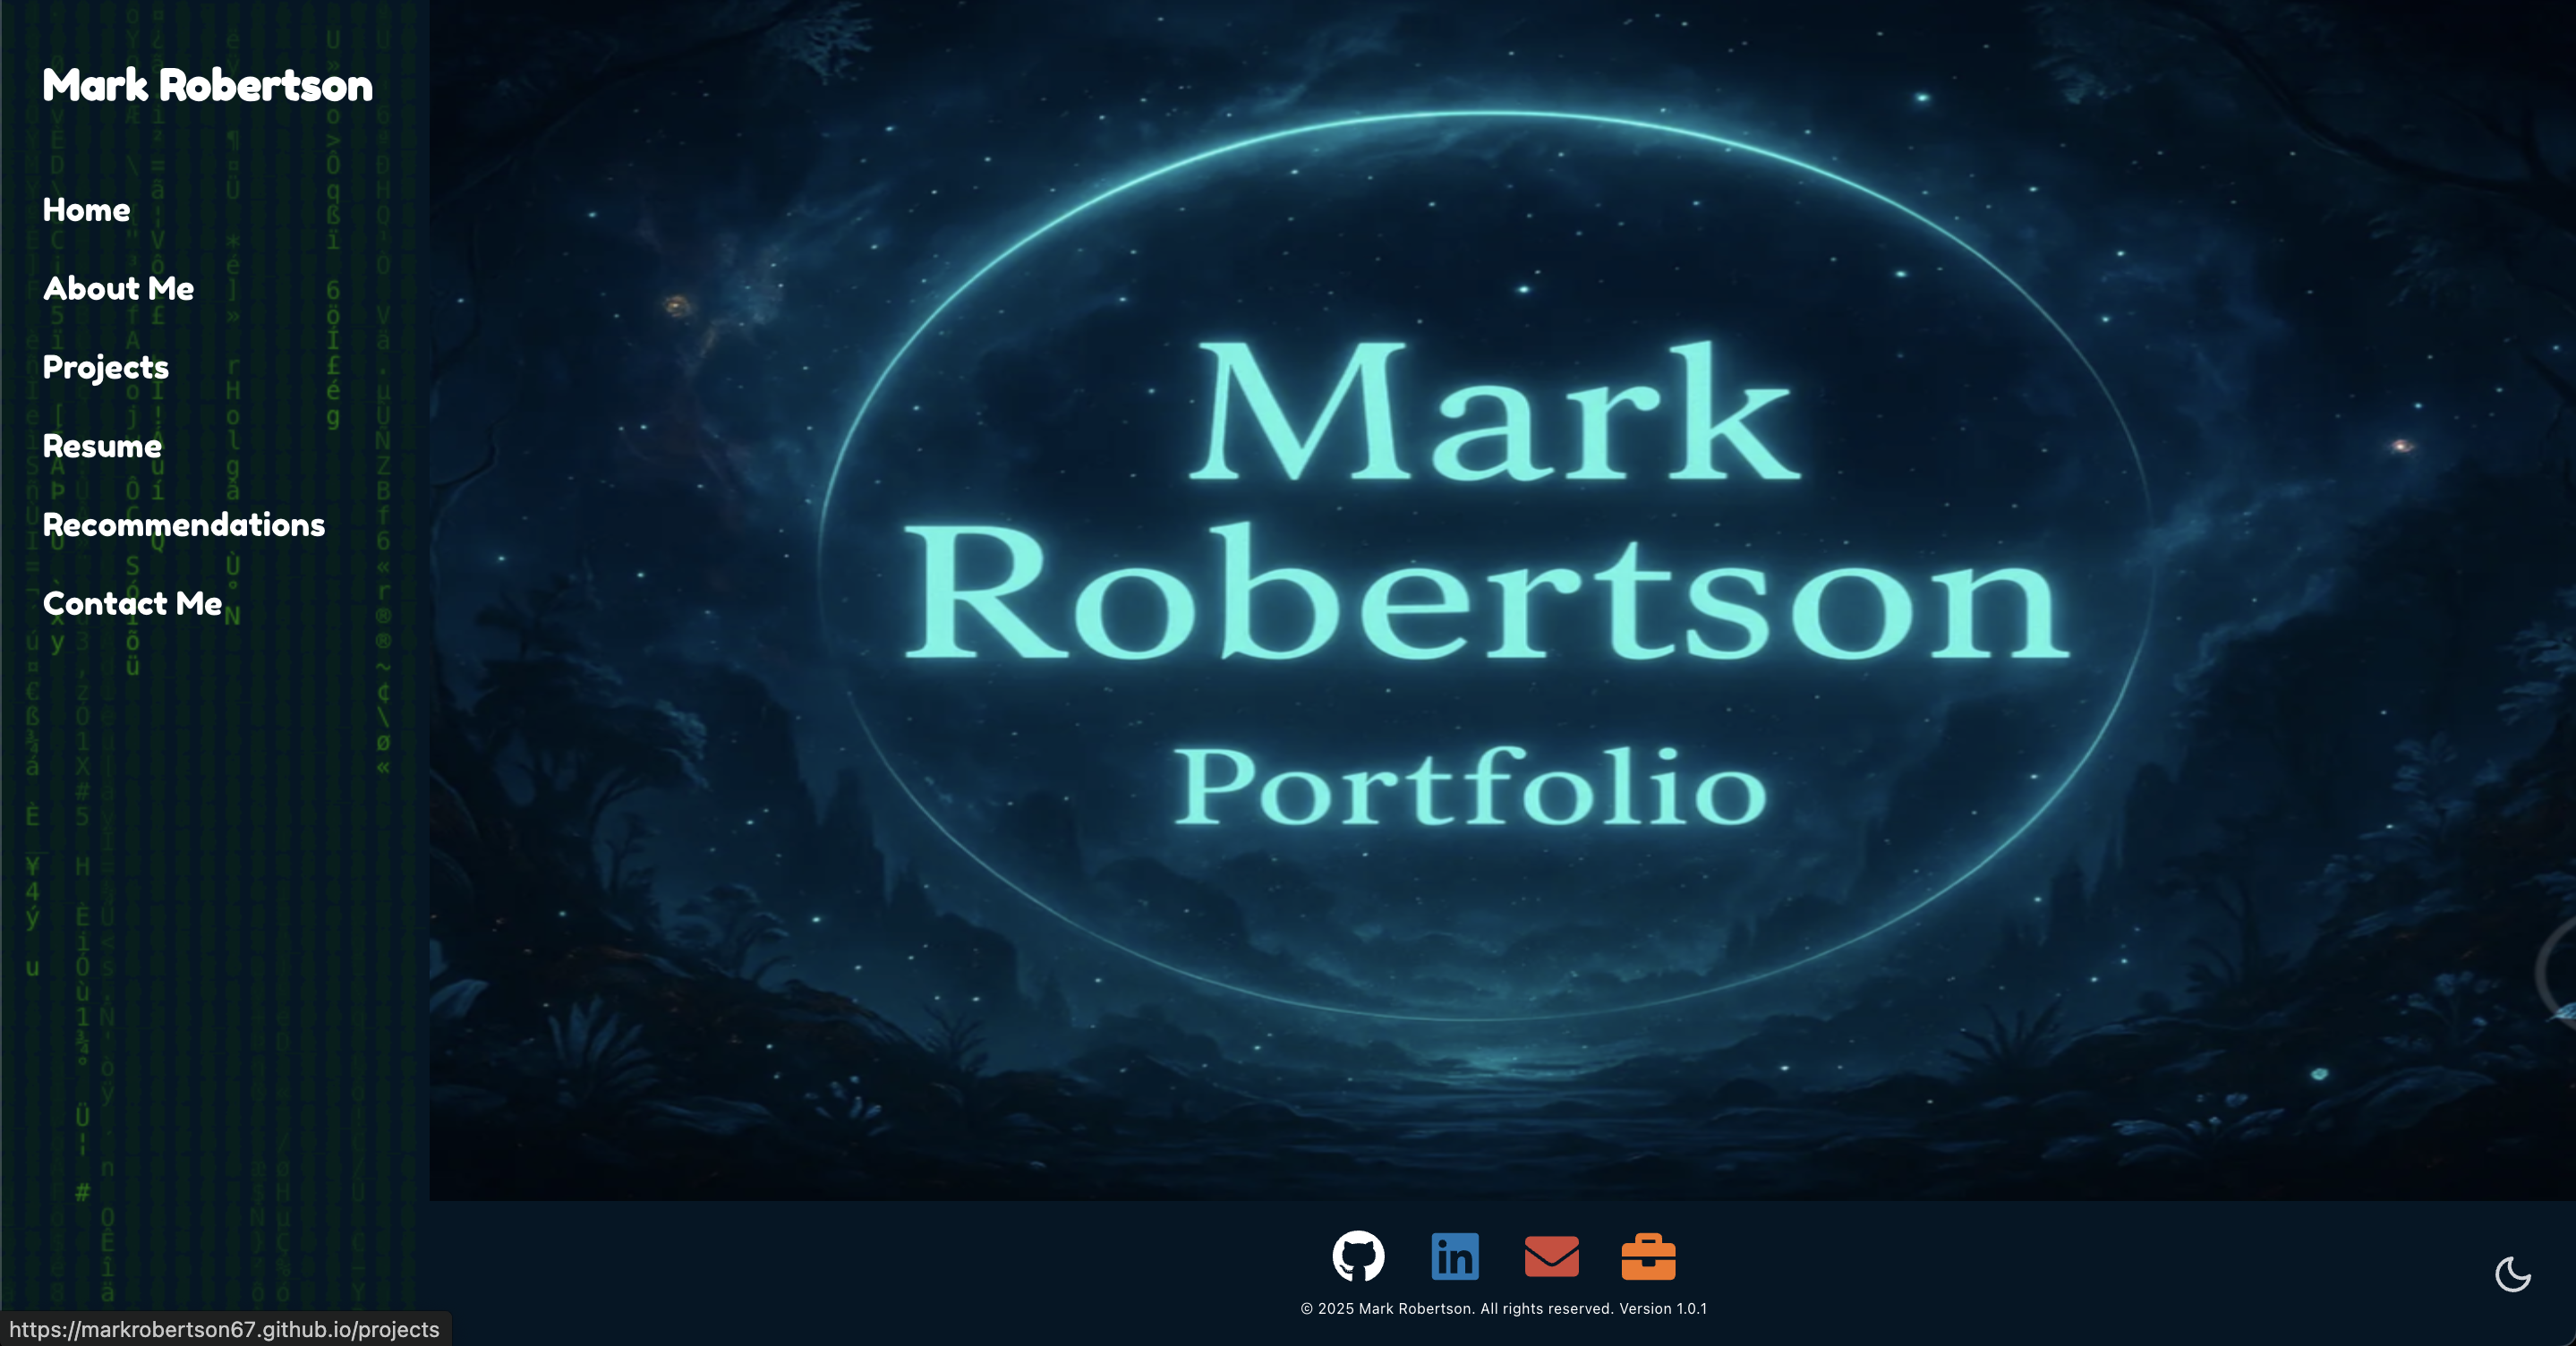 Mark Robertson
Home
About Me
Projects
Resume
Recommendations
Contact Me
Mark
Robertson
Portfolio
© 2025 Mark Robertson. All rights reserved. Version 1.0.1
https://markrobertson67.github.io/projects